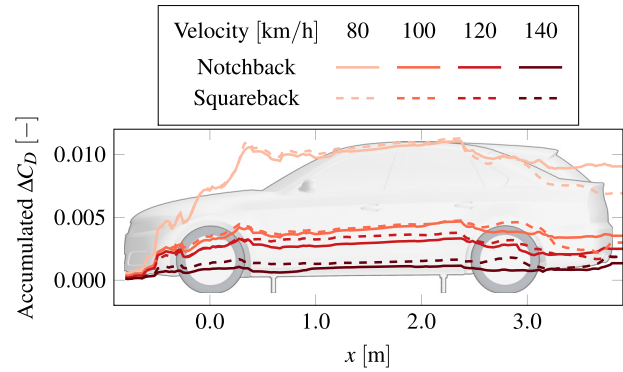 Velocity [km/h] 80 100 120 140
Notchback
Squareback
Accumulated ΔC_D [−]
0.010
0.005
0.000
0.0 1.0 2.0 3.0
x [m]